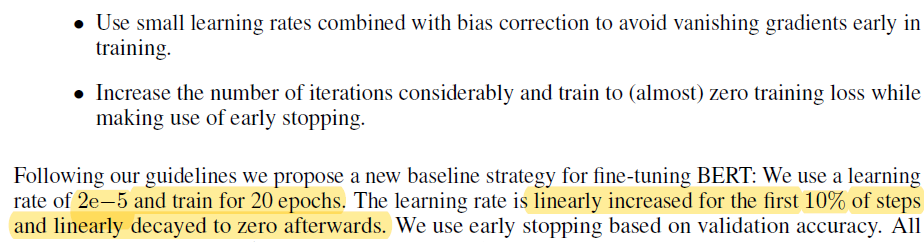 • Use small learning rates combined with bias correction to avoid vanishing gradients early in
training.
• Increase the number of iterations considerably and train to (almost) zero training loss while
making use of early stopping.
Following our guidelines we propose a new baseline strategy for fine-tuning BERT: We use a learning
rate of 2e−5 and train for 20 epochs. The learning rate is linearly increased for the first 10% of steps
and linearly decayed to zero afterwards. We use early stopping based on validation accuracy. All